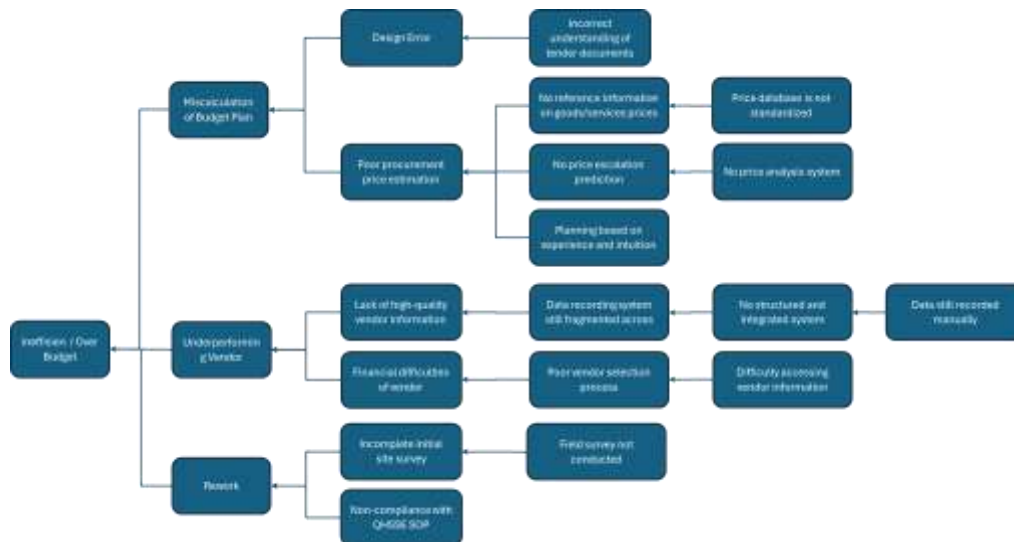 Design Error
Incorrect
understanding of
tender documents
Miscalculation
of Budget Plan
No reference information
on goods/services prices
Price database is not
standardized
Poor procurement
price estimation
No price escalation
prediction
No price analysis system
Planning based on
experience and intuition
Lack of high-quality
vendor information
Data recording system
still fragmented across
No structured and
integrated system
Data still recorded
manually
Inefficien / Over
Budget
Underperformin
g Vendor
Financial difficulties
of vendor
Poor vendor selection
process
Difficulty accessing
vendor information
Incomplete initial
site survey
Field survey not
conducted
Rework
Non-compliance with
QHSSE SOP